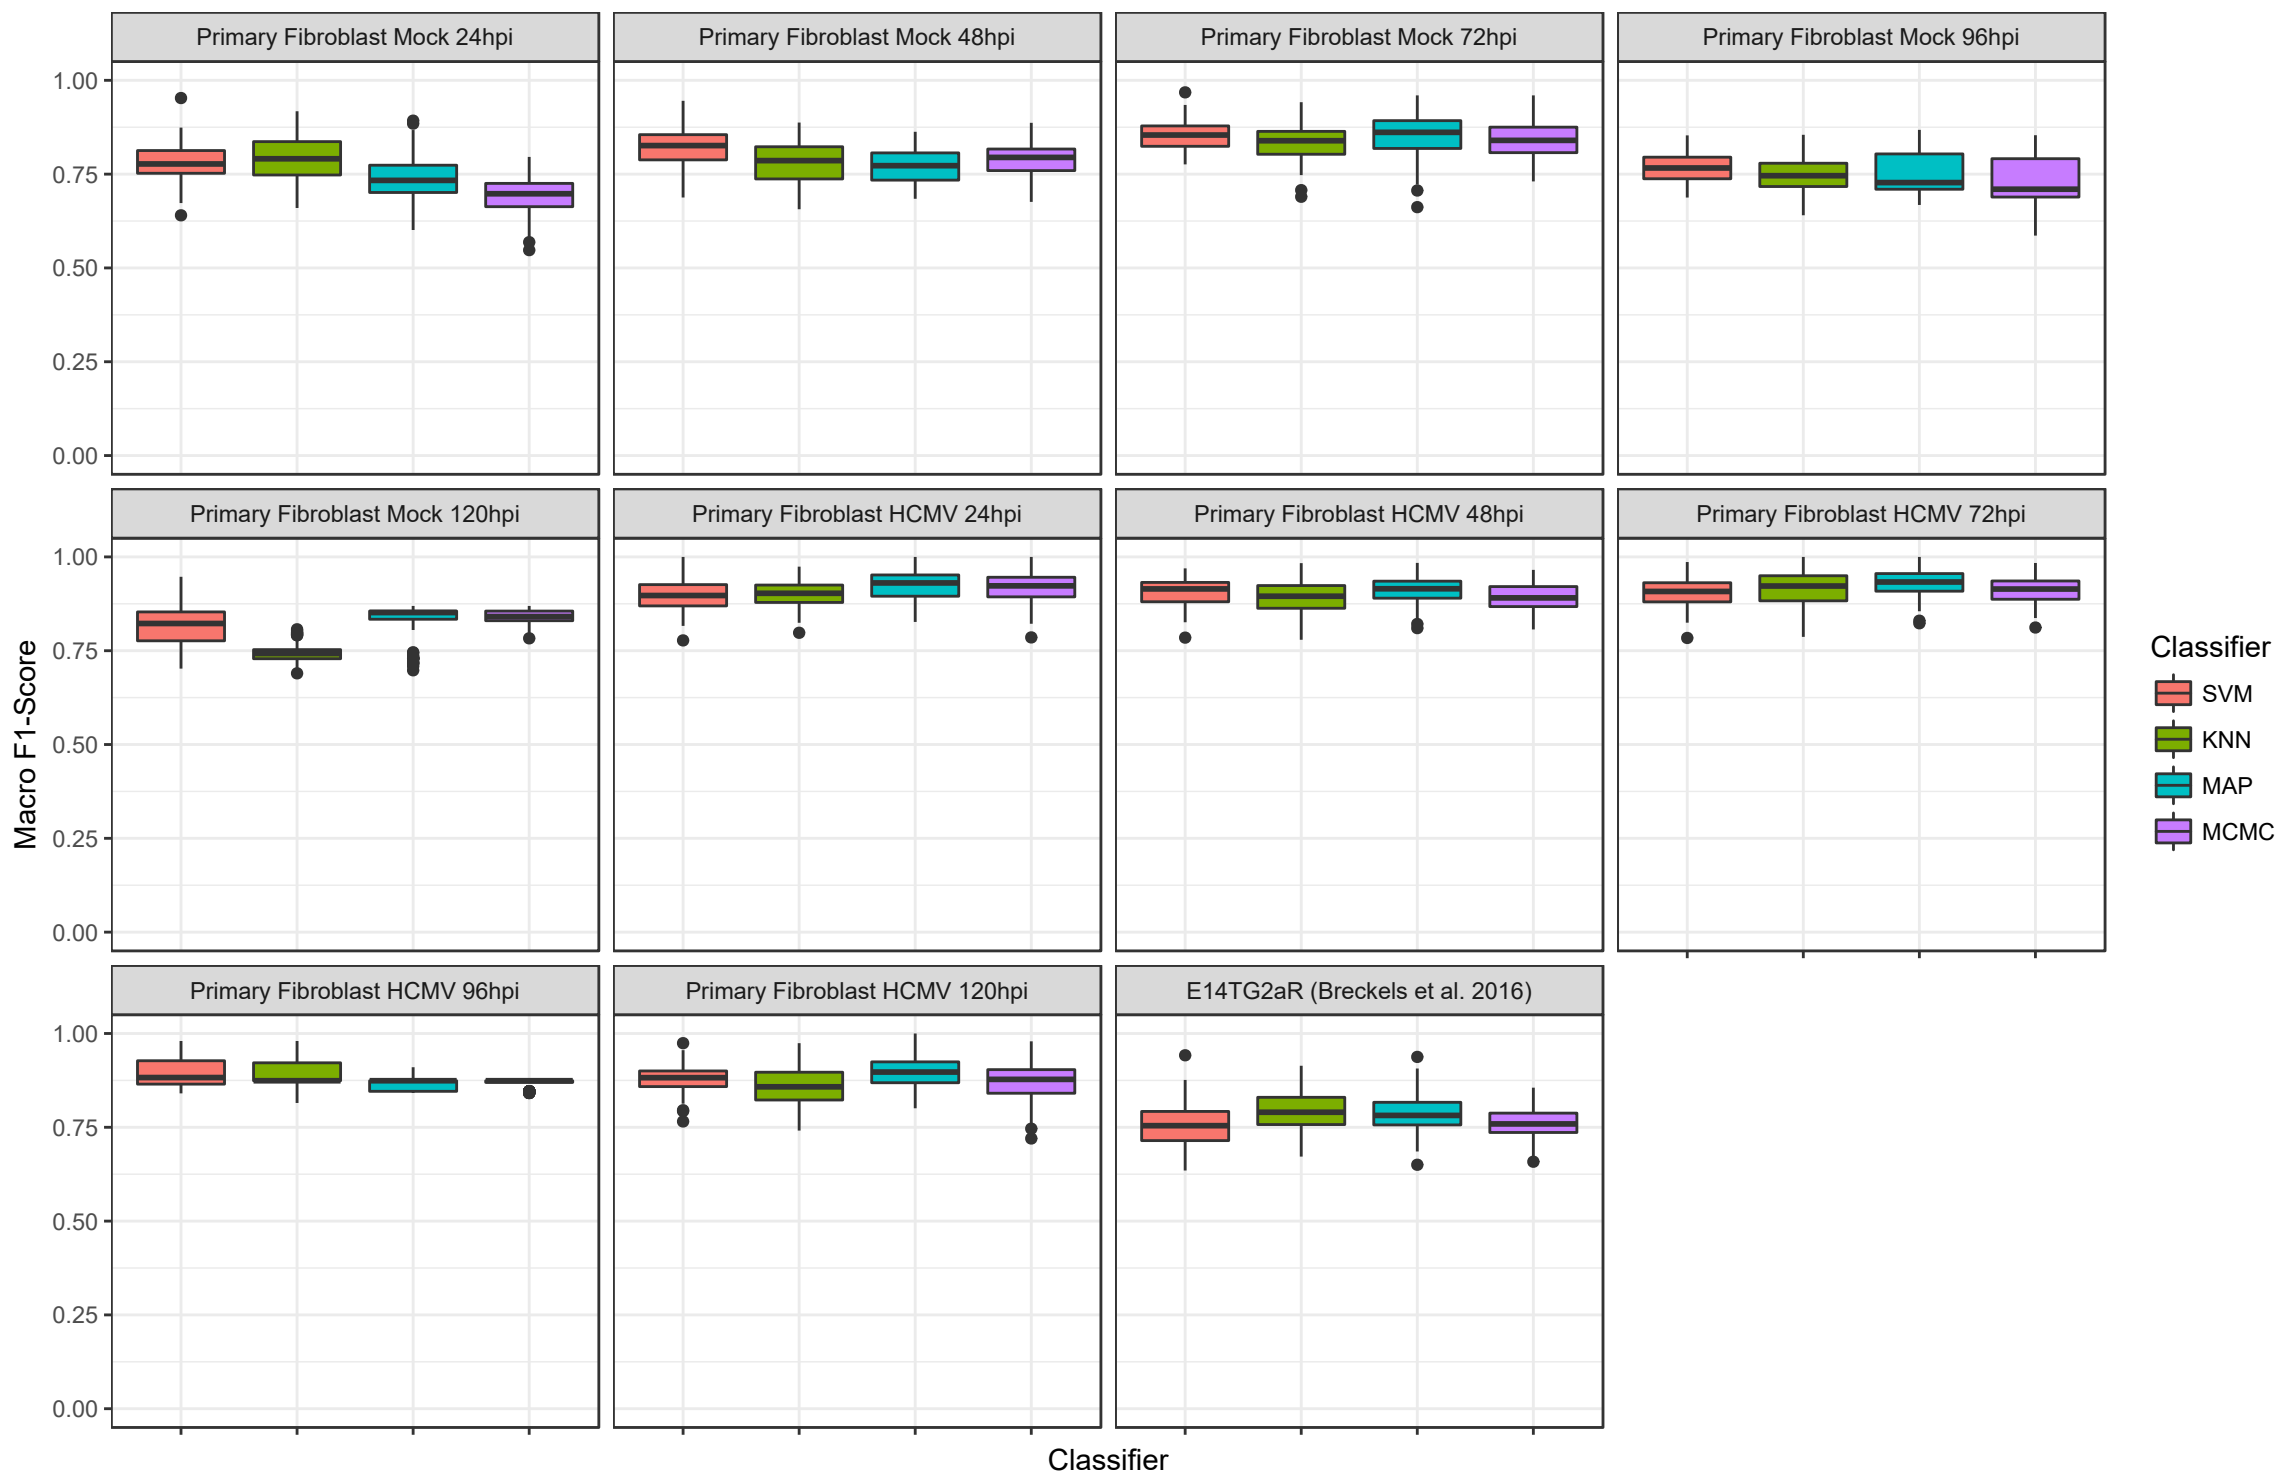 Primary Fibroblast Mock 24hpi
Primary Fibroblast Mock 48hpi
Primary Fibroblast Mock 72hpi
Primary Fibroblast Mock 96hpi
1.00
0.75
0.50
0.25
0.00
Primary Fibroblast Mock 120hpi
Primary Fibroblast HCMV 24hpi
Primary Fibroblast HCMV 48hpi
Primary Fibroblast HCMV 72hpi
1.00
0.75
0.50
0.25
0.00
Primary Fibroblast HCMV 96hpi
Primary Fibroblast HCMV 120hpi
E14TG2aR (Breckels et al. 2016)
1.00
0.75
0.50
0.25
0.00
Macro F1-Score
Classifier
Classifier
SVM
KNN
MAP
MCMC